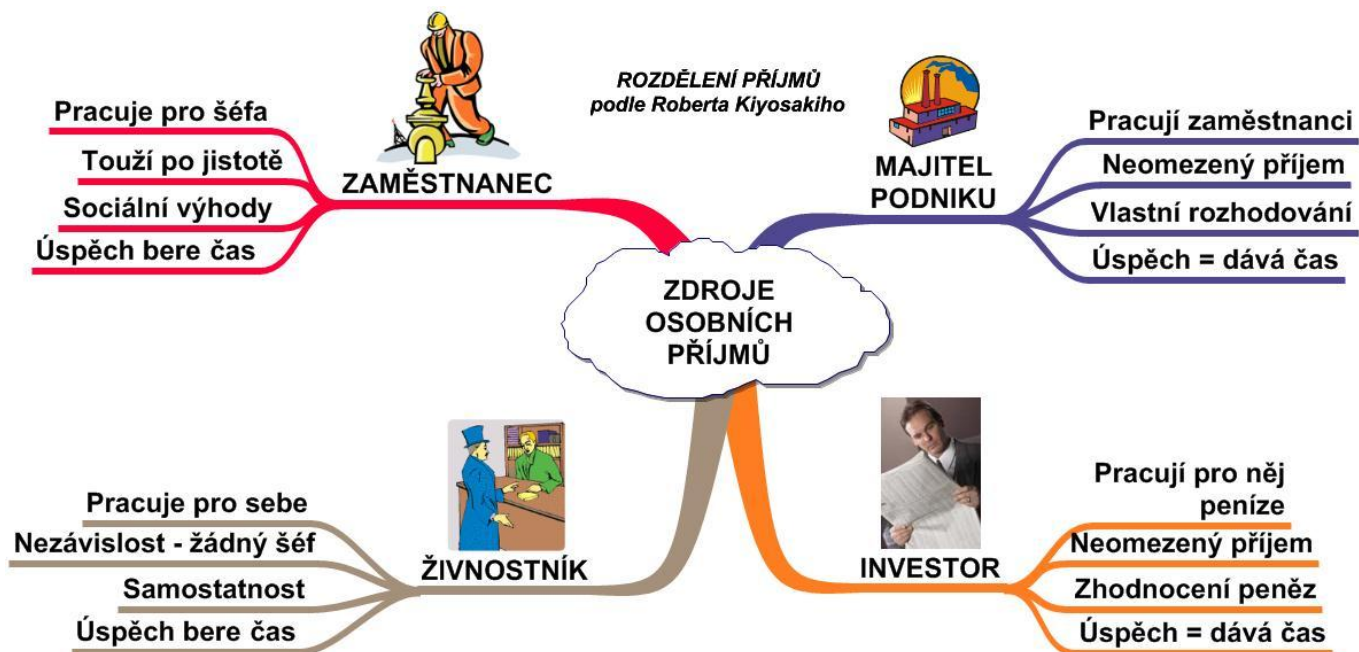 ROZDĚLENÍ PŘÍJMŮ
podle Roberta Kiyosakiho
ZAMĚSTNANEC
Pracuje pro šéfa
Touží po jistotě
Sociální výhody
Úspěch bere čas
MAJITEL
PODNIKU
Pracují zaměstnanci
Neomezený příjem
Vlastní rozhodování
Úspěch = dává čas
ZDROJE
OSOBNÍCH
PŘÍJMŮ
ŽIVNOSTNÍK
Pracuje pro sebe
Nezávislost - žádný šéf
Samostatnost
Úspěch bere čas
INVESTOR
Pracují pro něj
peníze
Neomezený příjem
Zhodnocení peněz
Úspěch = dává čas